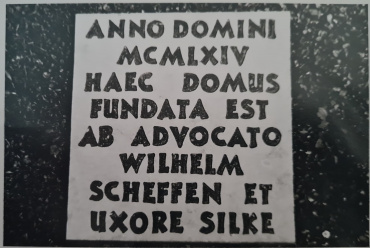 ANNO DOMINI
MCMLXIV
HAEC DOMUS
FUNDATA EST
AB ADVOCATO
WILHELM
SCHEFFEN ET
UXORE SILKE